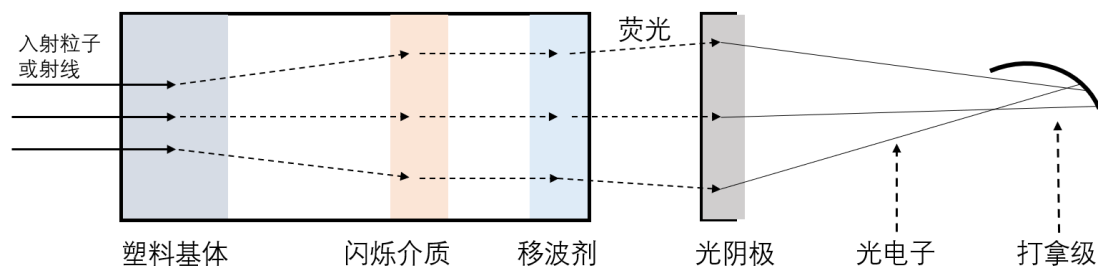 入射粒子
或射线
荧光
塑料基体
闪烁介质
移波剂
光阴极
光电子
打拿级